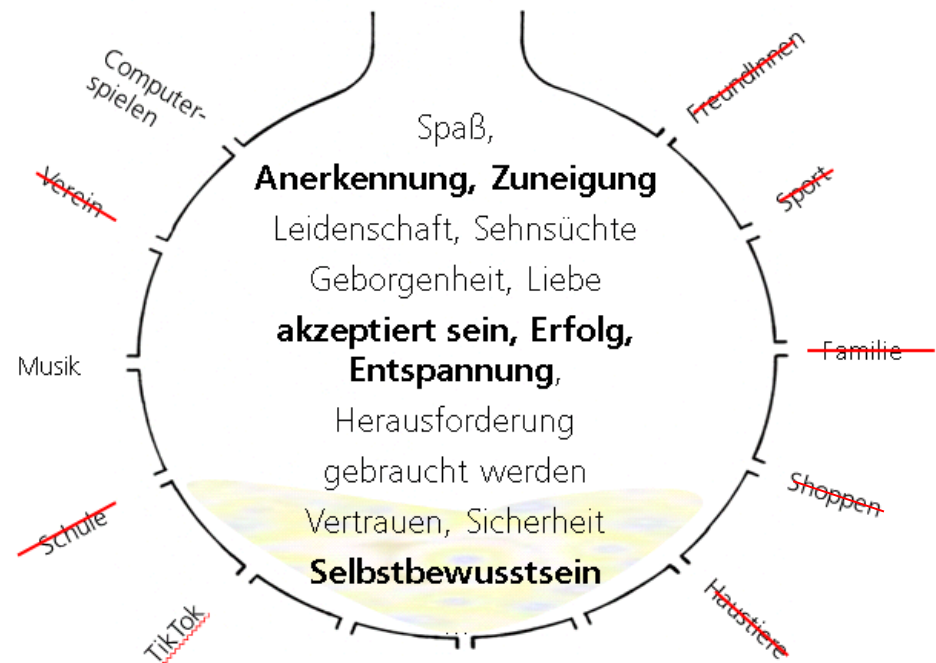 Computer-
spielen
Verein
Musik
Schule
TikTok
Spaß,
Anerkennung, Zuneigung
Leidenschaft, Sehnsüchte
Geborgenheit, Liebe
akzeptiert sein, Erfolg,
Entspannung,
Herausforderung
gebraucht werden
Vertrauen, Sicherheit
Selbstbewusstsein
...
FreundInnen
Sport
Familie
Shoppen
Haustiere